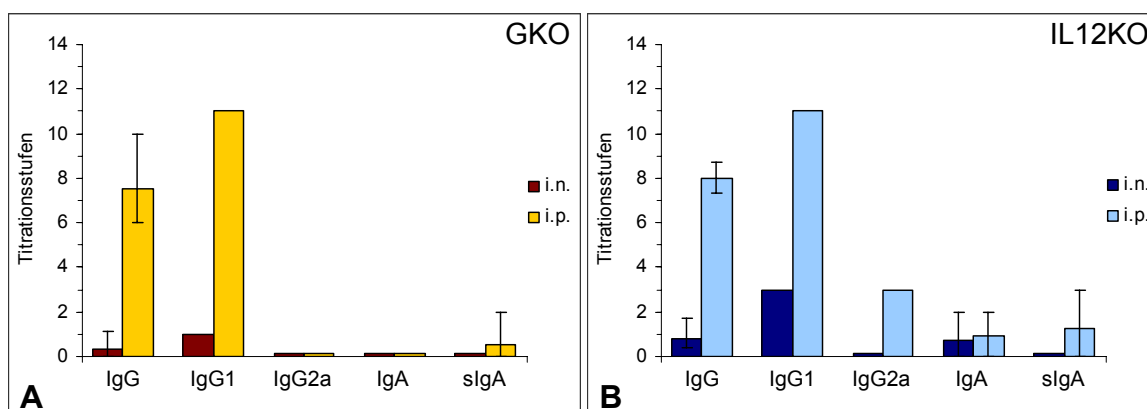 GKO
14
12
10
8
6
4
2
0
Titrationsstufen
i.n.
i.p.
IgG IgG1 IgG2a IgA sIgA
A
IL12KO
14
12
10
8
6
4
2
0
Titrationsstufen
i.n.
i.p.
IgG IgG1 IgG2a IgA sIgA
B